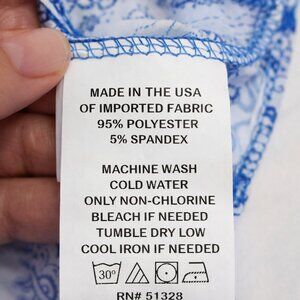 MADE IN THE USA
OF IMPORTED FABRIC
95% POLYESTER
5% SPANDEX
MACHINE WASH
COLD WATER
ONLY NON-CHLORINE
BLEACH IF NEEDED
TUMBLE DRY LOW
COOL IRON IF NEEDED
30°
RN# 51328